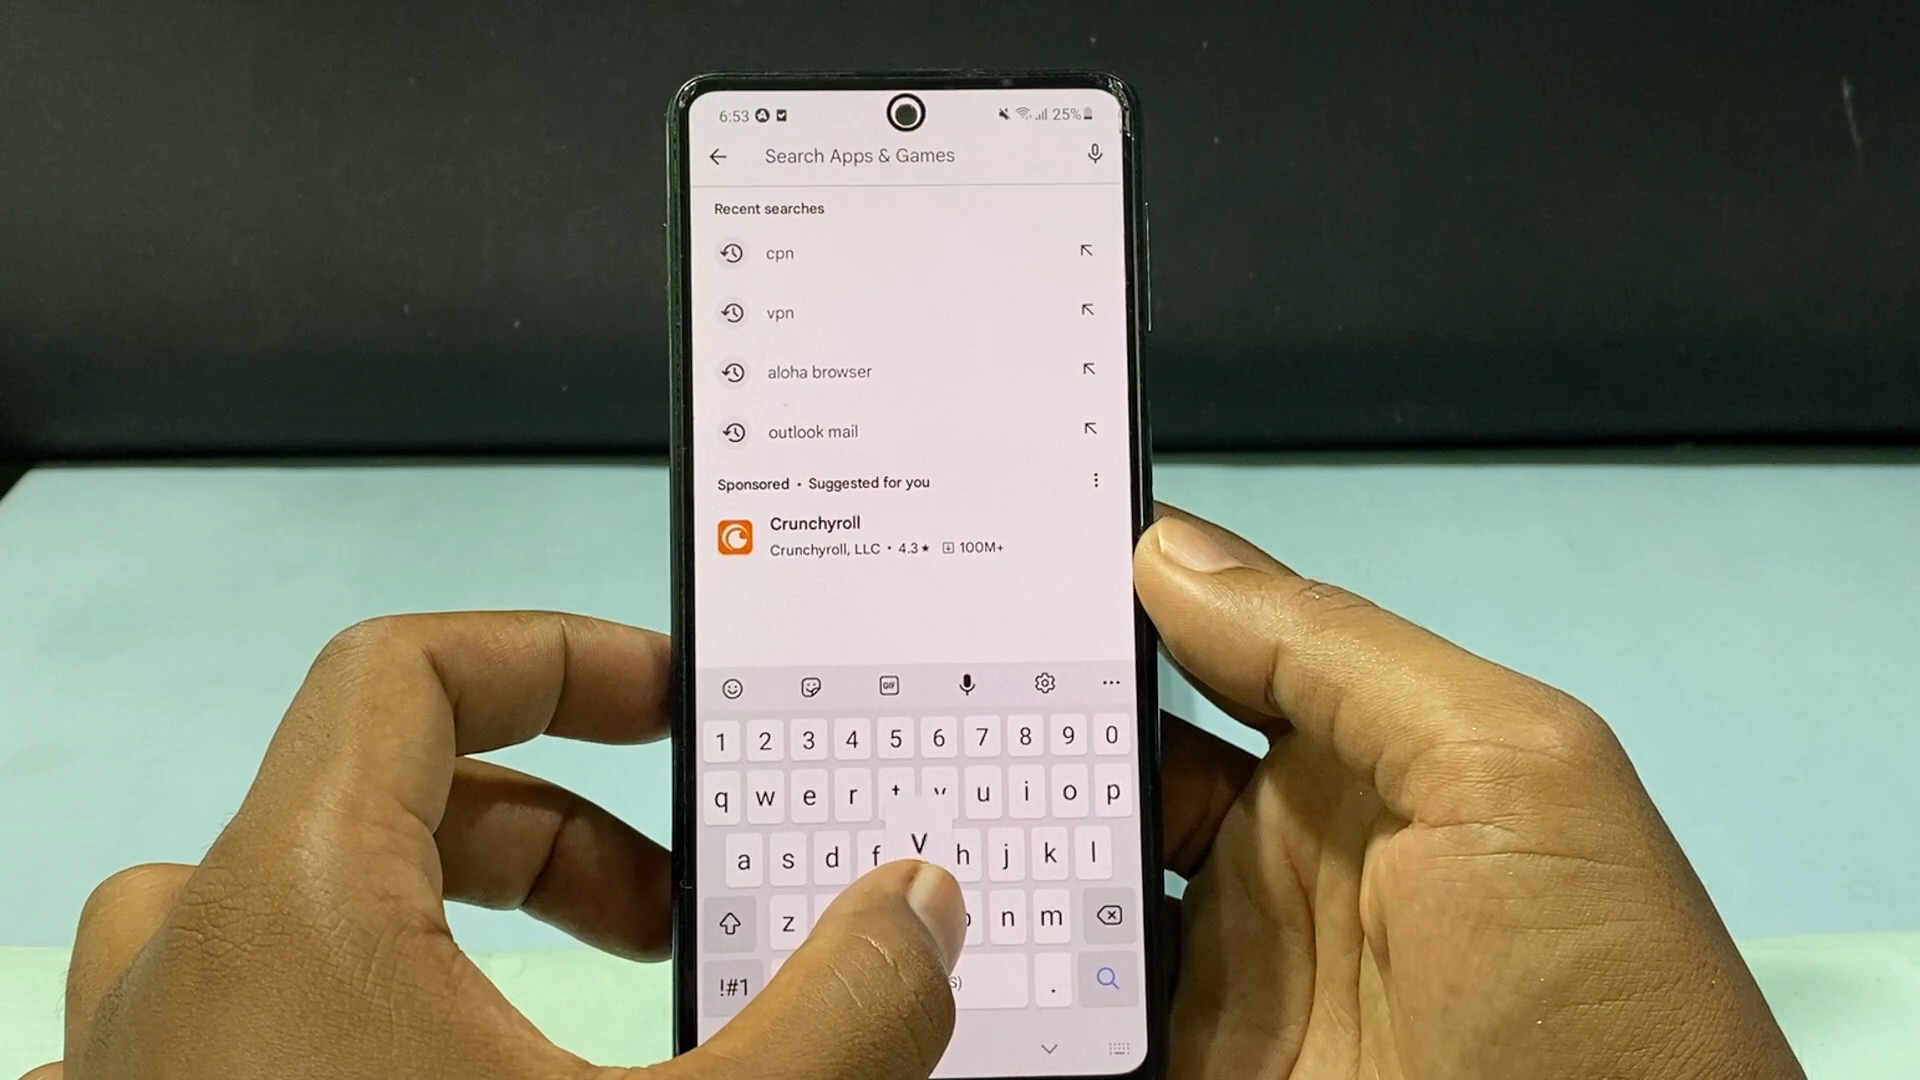 6:53 25%
Search Apps & Games
Recent searches
cpn
vpn
aloha browser
outlook mail
Sponsored • Suggested for you
Crunchyroll
Crunchyroll, LLC • 4.3★ 100M+
GIF
1 2 3 4 5 6 7 8 9 0
q w e r t y u i o p
a s d f v h j k l
z n m
!#1 .